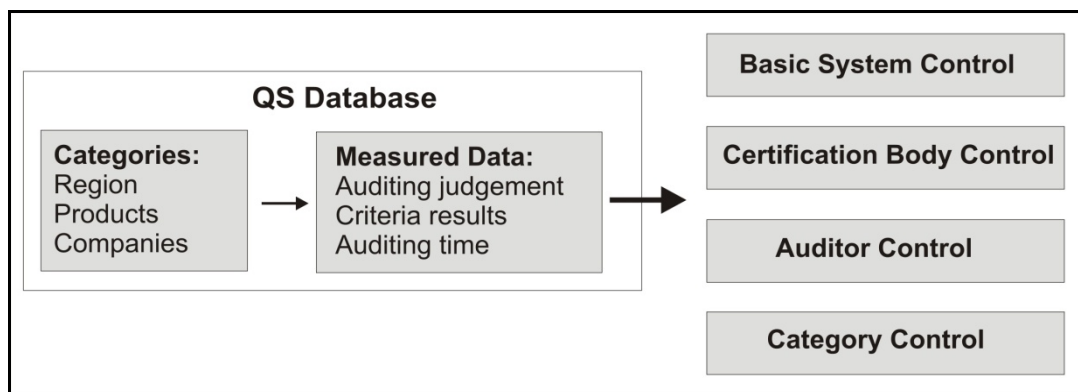 QS Database
Categories:
Region
Products
Companies
Measured Data:
Auditing judgement
Criteria results
Auditing time
Basic System Control
Certification Body Control
Auditor Control
Category Control